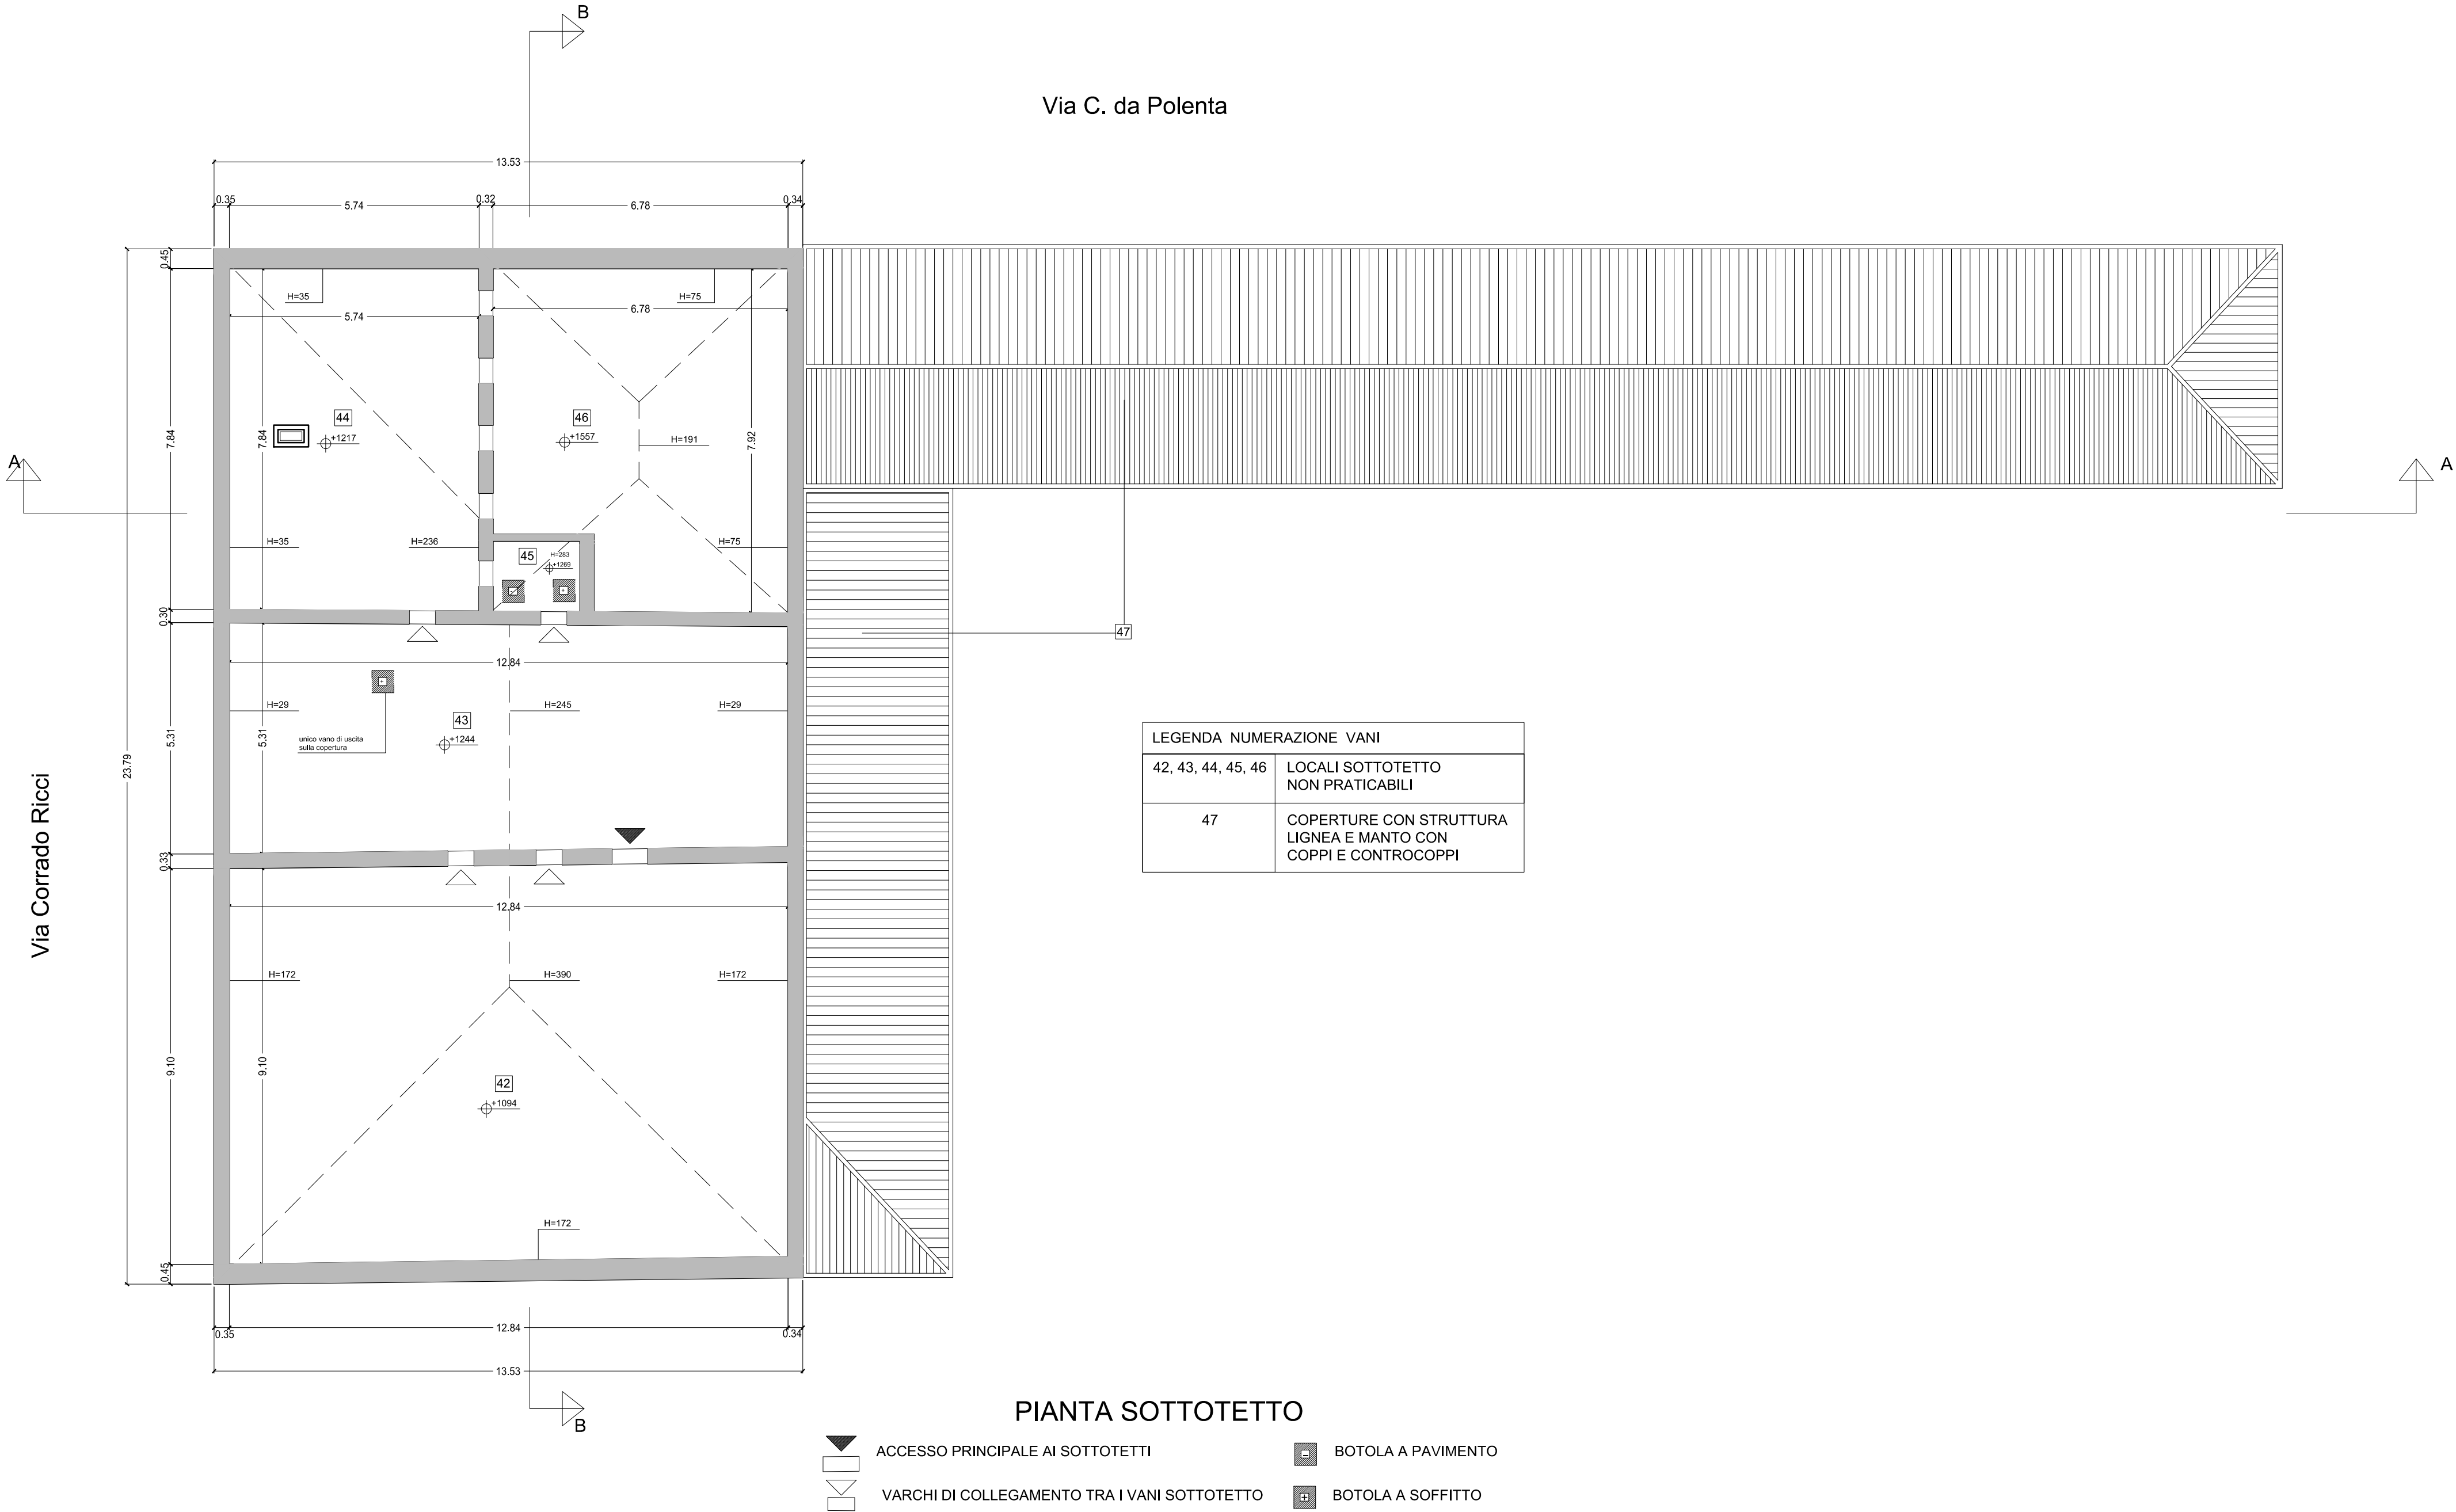 B
Via C. da Polenta
13.53
0.35
5.74
0.32
6.78
0.34
0.45
H=35
H=75
5.74
6.78
7.84
7.84
44
+1217
46
+1557
H=191
7.92
A
A
H=35
H=236
45
H=283
+1269
H=75
0.30
47
12.84
H=29
43
H=245
H=29
5.31
5.31
unico vano di uscita
sulla copertura
+1244
23.79
Via Corrado Ricci
LEGENDA NUMERAZIONE VANI
42, 43, 44, 45, 46
LOCALI SOTTOTETTO
NON PRATICABILI
47
COPERTURE CON STRUTTURA
LIGNEA E MANTO CON
COPPI E CONTROCOPPI
0.33
12.84
H=172
H=390
H=172
9.10
9.10
42
+1094
H=172
0.45
0.35
12.84
0.34
13.53
B
PIANTA SOTTOTETTO
ACCESSO PRINCIPALE AI SOTTOTETTI
BOTOLA A PAVIMENTO
VARCHI DI COLLEGAMENTO TRA I VANI SOTTOTETTO
BOTOLA A SOFFITTO